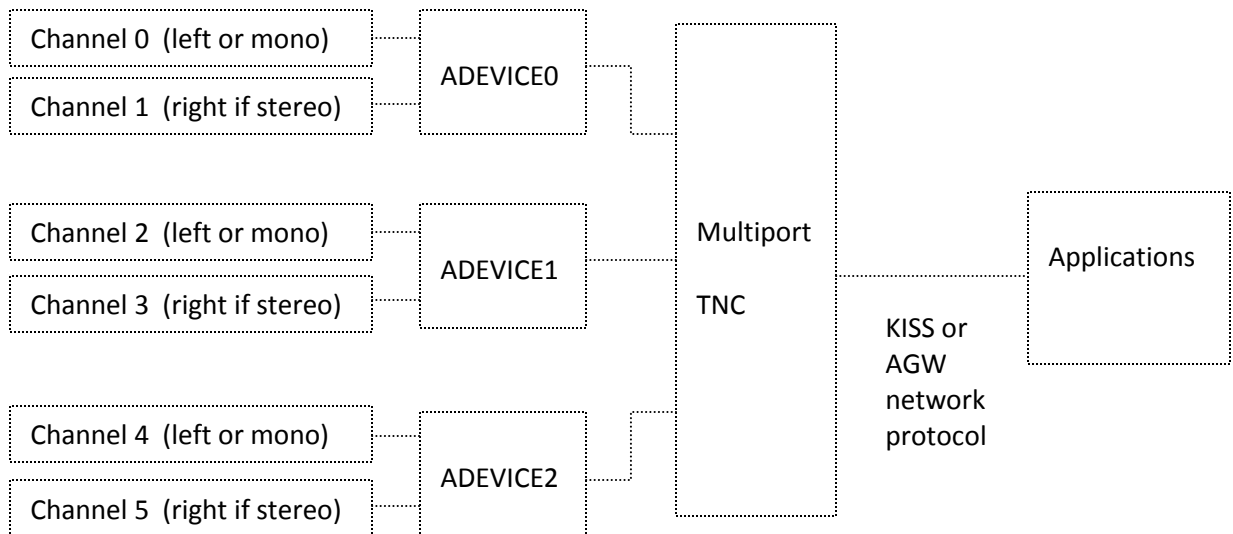 Channel 0  (left or mono)
Channel 1  (right if stereo)
ADEVICE0
Channel 2  (left or mono)
Channel 3  (right if stereo)
ADEVICE1
Channel 4  (left or mono)
Channel 5  (right if stereo)
ADEVICE2
Multiport
TNC
KISS or
AGW
network
protocol
Applications